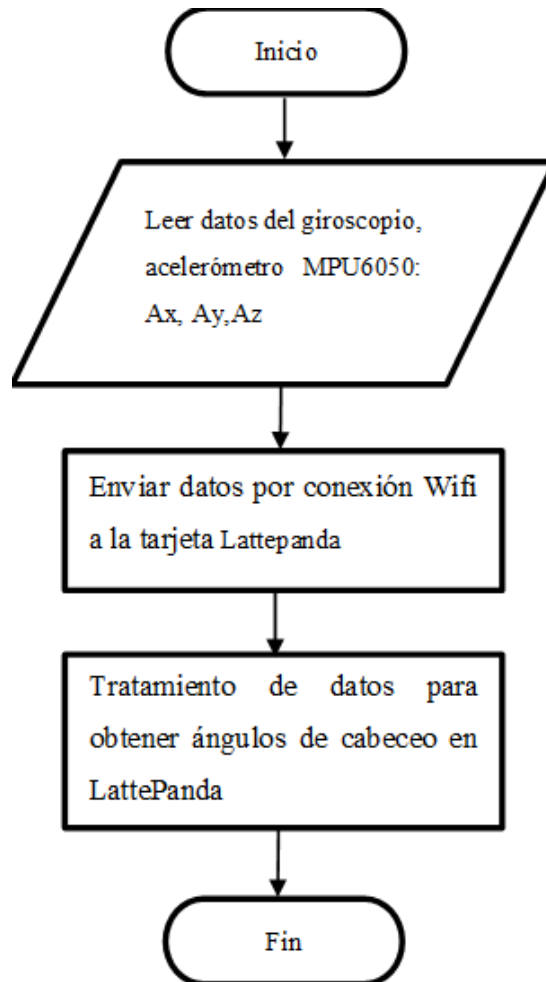 Inicio
Leer datos del giroscopio,
acelerómetro MPU6050:
Ax, Ay,Az
Enviar datos por conexión Wifi
a la tarjeta Lattepanda
Tratamiento de datos para
obtener ángulos de cabeceo en
LattePanda
Fin